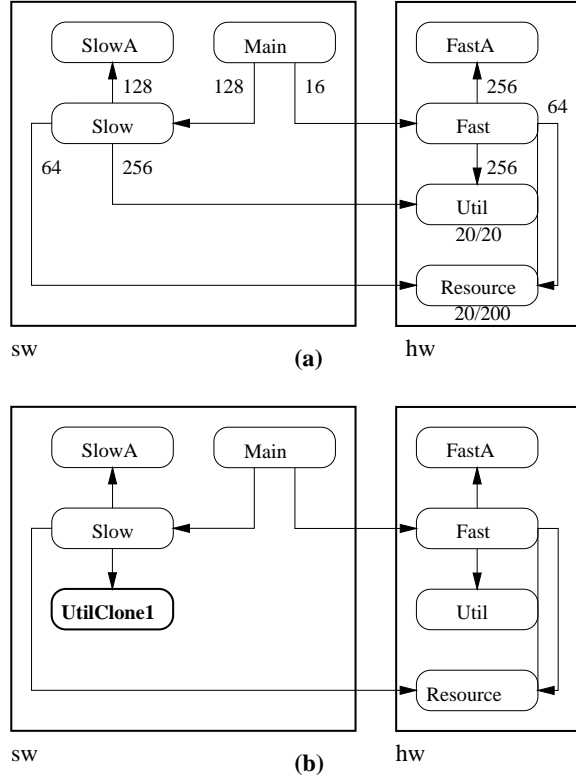 SlowA
Main
FastA
128
128
16
256
64
Slow
Fast
64
256
256
Util
20/20
Resource
20/200
sw
(a)
hw
SlowA
Main
FastA
Slow
Fast
UtilClone1
Util
Resource
sw
(b)
hw